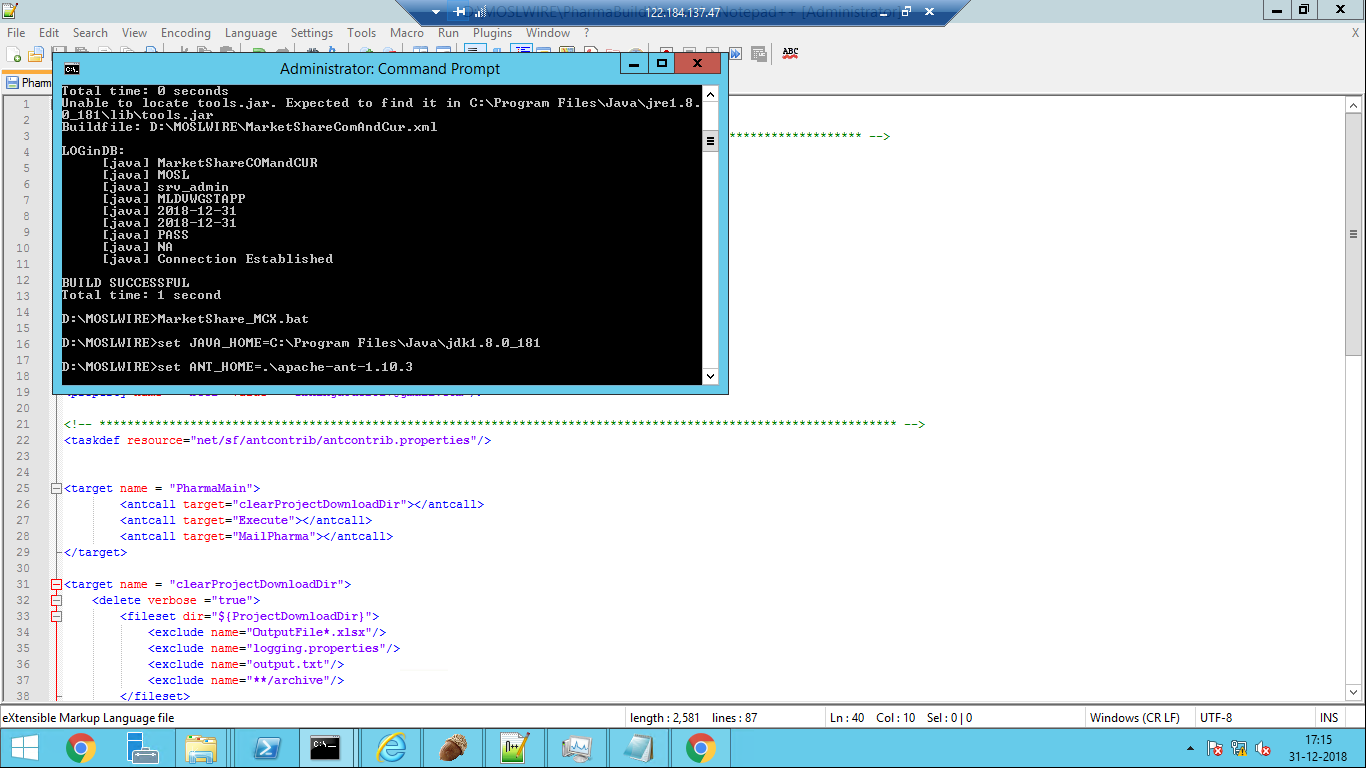 D:\MOSLWIRE\PharmaBuil Notepad++ [Administrator]
122.184.137.47
File Edit Search View Encoding Language Settings Tools Macro Run Plugins Window ? X
ABC
Pharm
Administrator: Command Prompt
Total time: 0 seconds
Unable to locate tools.jar. Expected to find it in C:\Program Files\Java\jre1.8.
0_181\lib\tools.jar
Buildfile: D:\MOSLWIRE\MarketShareComAndCur.xml
LOGinDB:
[java] MarketShareCOMandCUR
[java] MOSL
[java] srv_admin
[java] MLDVWGSTAPP
[java] 2018-12-31
[java] 2018-12-31
[java] PASS
[java] NA
[java] Connection Established
BUILD SUCCESSFUL
Total time: 1 second
D:\MOSLWIRE>MarketShare_MCX.bat
D:\MOSLWIRE>set JAVA_HOME=C:\Program Files\Java\jdk1.8.0_181
D:\MOSLWIRE>set ANT_HOME=.\apache-ant-1.10.3
1
2
3 ******************* -->
4
5
6
7
8
9
10
11
12
13
14
15
16
17
18
19
20
21 <!-- ****************************************************************************************************************** -->
22 <taskdef resource="net/sf/antcontrib/antcontrib.properties"/>
23
24
25 <target name = "PharmaMain">
26 <antcall target="clearProjectDownloadDir"></antcall>
27 <antcall target="Execute"></antcall>
28 <antcall target="MailPharma"></antcall>
29 </target>
30
31 <target name = "clearProjectDownloadDir">
32 <delete verbose ="true">
33 <fileset dir="${ProjectDownloadDir}">
34 <exclude name="OutputFile*.xlsx"/>
35 <exclude name="logging.properties"/>
36 <exclude name="output.txt"/>
37 <exclude name="**/archive"/>
38 </fileset>
eXtensible Markup Language file length : 2,581 lines : 87 Ln : 40 Col : 10 Sel : 0 | 0 Windows (CR LF) UTF-8 INS
17:15
31-12-2018